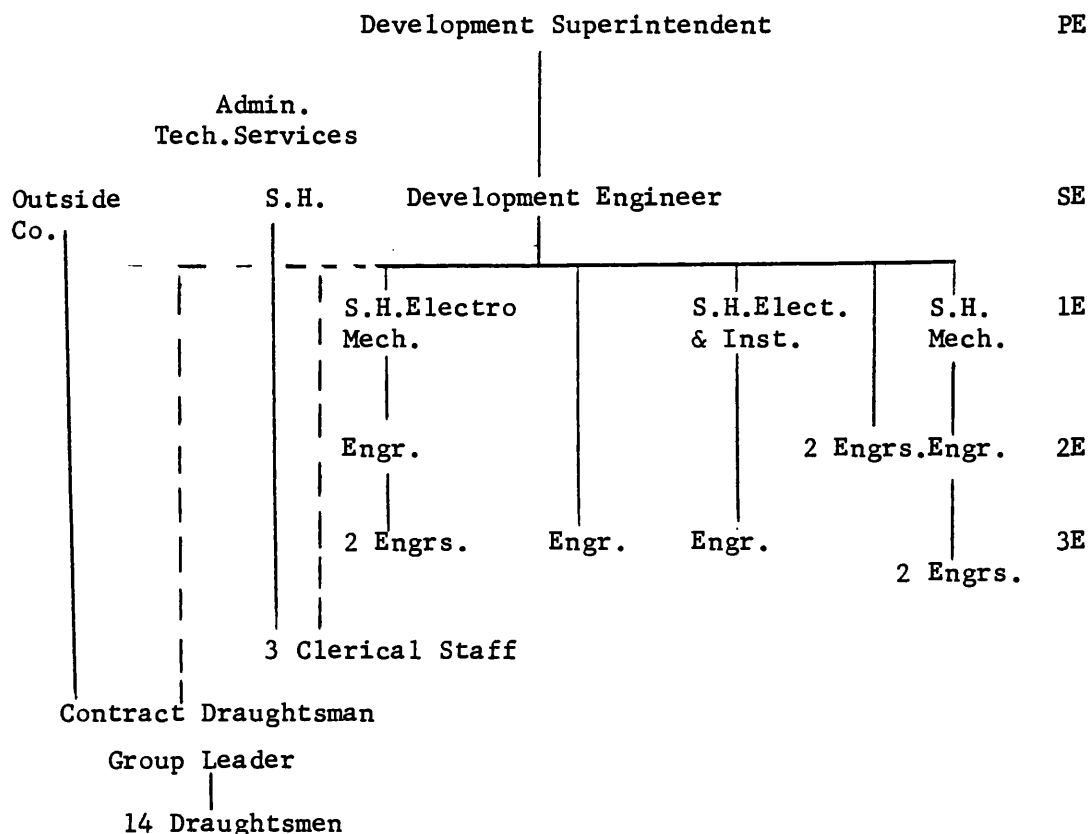 Development Superintendent PE
Admin.
Tech.Services
Outside S.H. Development Engineer SE
Co.
S.H.Electro S.H.Elect. S.H. 1E
Mech. & Inst. Mech.
Engr. 2 Engrs.Engr. 2E
2 Engrs. Engr. Engr. 3E
2 Engrs.
3 Clerical Staff
Contract Draughtsman
Group Leader
14 Draughtsmen